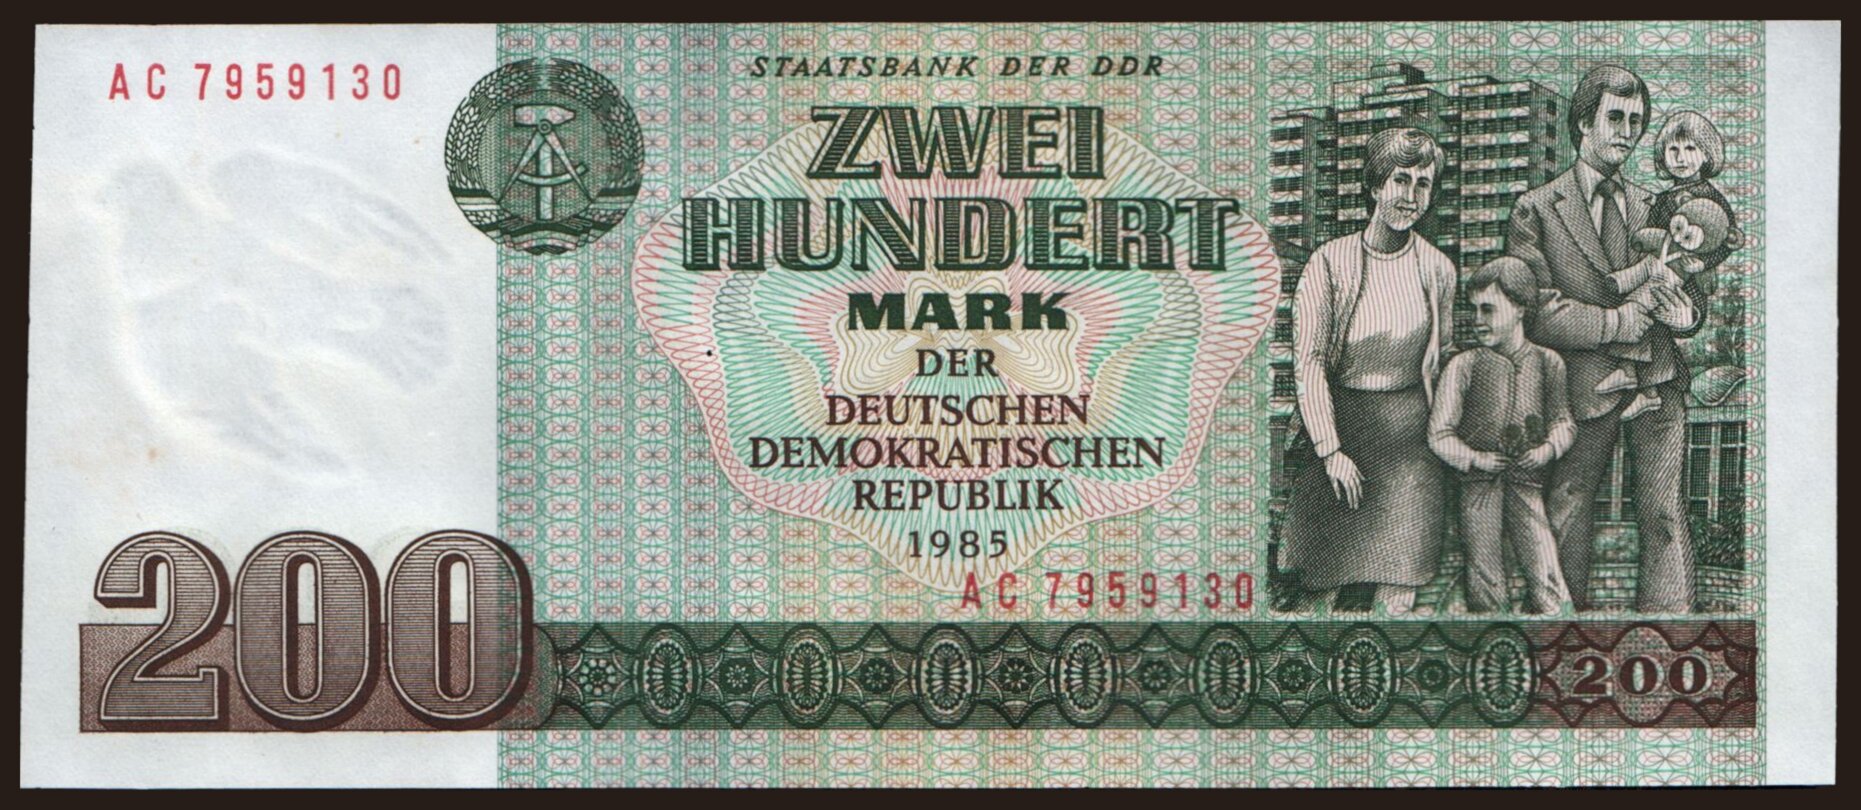 AC 7959130
STAATSBANK DER DDR
ZWEI
HUNDERT
MARK
DER
DEUTSCHEN
DEMOKRATISCHEN
REPUBLIK
1985
AC 7959130
200
200